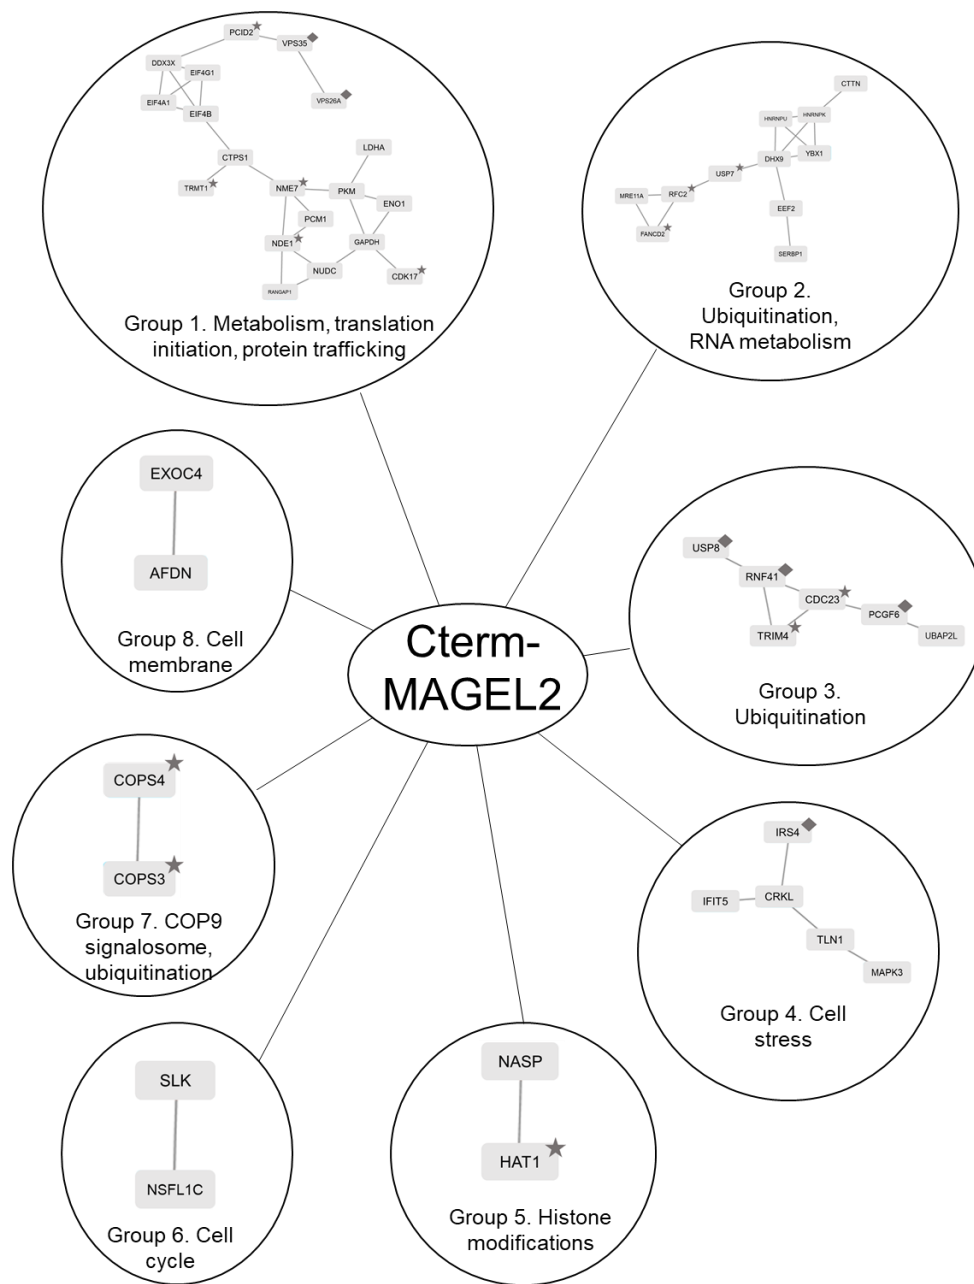 PCID2
VPS35
DDX3X
EIF4G1
VPS26A
EIF4A1
EIF4B
CTPS1
LDHA
TRMT1
NME7
PKM
ENO1
PCM1
NDE1
GAPDH
NUDC
CDK17
RANGAP1
Group 1. Metabolism, translation
initiation, protein trafficking
CTTN
HNRNPU
HNRNPK
YBX1
DHX9
USP7
MRE11A
RFC2
EEF2
FANCD2
SERBP1
Group 2.
Ubiquitination,
RNA metabolism
EXOC4
AFDN
Group 8. Cell
membrane
Cterm-
MAGEL2
USP8
RNF41
CDC23
PCGF6
TRIM4
UBAP2L
Group 3.
Ubiquitination
COPS4
COPS3
Group 7. COP9
signalosome,
ubiquitination
IRS4
IFIT5
CRKL
TLN1
MAPK3
Group 4. Cell
stress
SLK
NSFL1C
Group 6. Cell
cycle
NASP
HAT1
Group 5. Histone
modifications